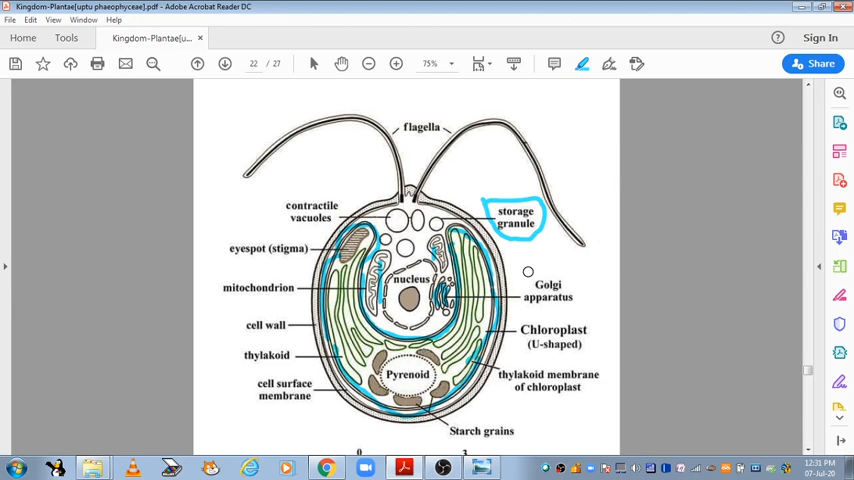 Kingdom-Plantae[uptu phaeophyceae].pdf - Adobe Acrobat Reader DC
File Edit View Window Help
Home Tools Kingdom-Plantae[u... × Sign In
22 / 27 75% Share
flagella
contractile
vacuoles
storage
granule
eyespot (stigma)
nucleus
mitochondrion
Golgi
apparatus
cell wall
Chloroplast
(U-shaped)
thylakoid
Pyrenoid
thylakoid membrane
of chloroplast
cell surface
membrane
Starch grains
0 3
12:31 PM
07-Jul-20